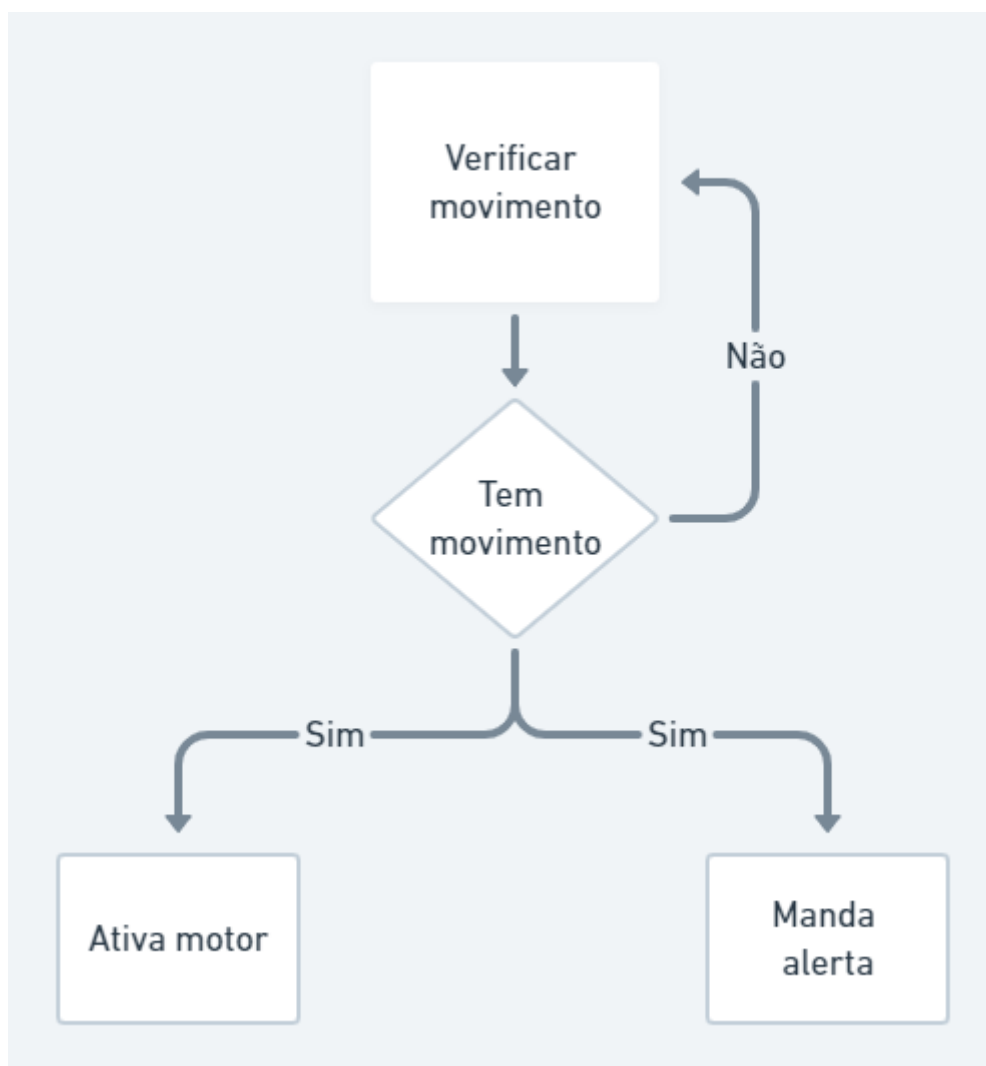 Verificar
movimento
Não
Tem
movimento
Sim
Sim
Ativa motor
Manda
alerta